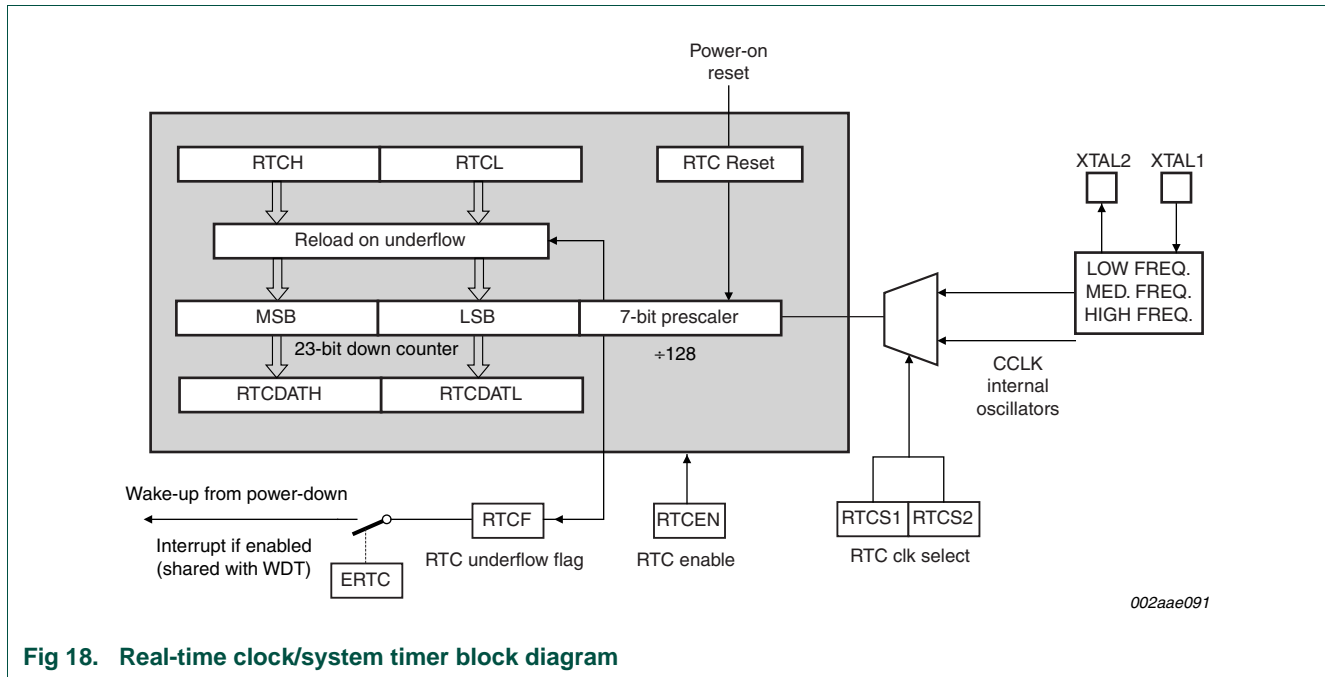 Power-on
reset
RTCH
RTCL
RTC Reset
XTAL2
XTAL1
Reload on underflow
LOW FREQ.
MED. FREQ.
HIGH FREQ.
MSB
LSB
7-bit prescaler
23-bit down counter
÷128
CCLK
internal
oscillators
RTCDATH
RTCDATL
Wake-up from power-down
RTCF
RTCEN
RTCS1
RTCS2
Interrupt if enabled
(shared with WDT)
RTC underflow flag
RTC enable
RTC clk select
ERTC
002aae091
Fig 18. Real-time clock/system timer block diagram